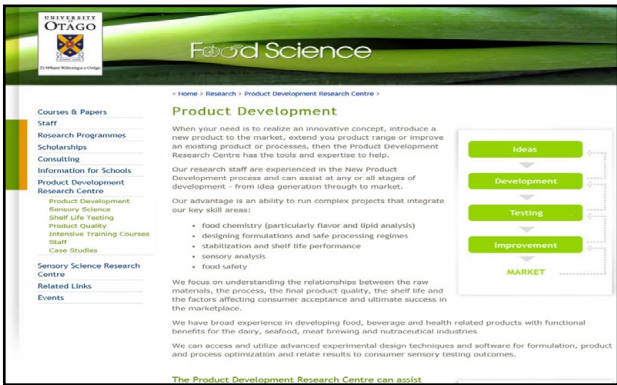 UNIVERSITY
OTAGO
Te Whare Wānanga o Otāgo
Food Science
» Home > Research > Product Development Research Centre >
Courses & Papers
Staff
Research Programmes
Scholarships
Consulting
Information for Schools
Product Development
Research Centre
Product Development
Sensory Science
Shelf Life Testing
Product Quality
Intensive Training Courses
Staff
Case Studies
Sensory Science Research
Centre
Related Links
Events
Product Development
When your need is to realize an innovative concept, introduce a
new product to the market, extend you product range or improve
an existing product or processes, then the Product Development
Research Centre has the tools and expertise to help.
Our research staff are experienced in the New Product
Development process and can assist at any or all stages of
development - from idea generation through to market.
Our advantage is an ability to run complex projects that integrate
our key skill areas:
• food chemistry (particularly flavor and lipid analysis)
• designing formulations and safe processing regimes
• stabilization and shelf life performance
• sensory analysis
• food safety
We focus on understanding the relationships between the raw
materials, the process, the final product quality, the shelf life and
the factors affecting consumer acceptance and ultimate success in
the marketplace.
Ideas
Development
Testing
Improvement
MARKET
We have broad experience in developing food, beverage and health related products with functional
benefits for the dairy, seafood, meat brewing and nutraceutical industries
We can access and utilize advanced experimental design techniques and software for formulation, product
and process optimization and relate results to consumer sensory testing outcomes.
The Product Development Research Centre can assist